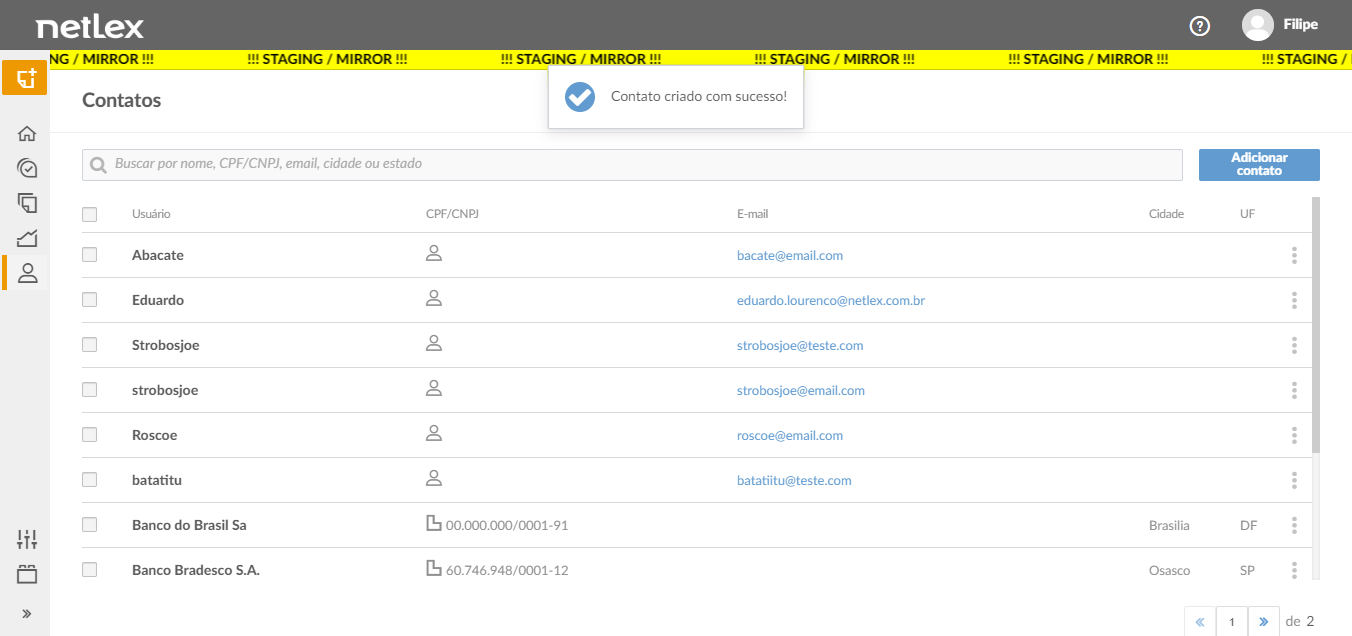 netlex
? Filipe
NG / MIRROR !!! !!! STAGING / MIRROR !!! !!! STAGING / MIRROR !!! !!! STAGING / MIRROR !!! !!! STAGING / MIRROR !!! !!! STAGING /
Contatos
Contato criado com sucesso!
Buscar por nome, CPF/CNPJ, email, cidade ou estado
Adicionar
contato
Usuário CPF/CNPJ E-mail Cidade UF
Abacate bacate@email.com
Eduardo eduardo.lourenco@netlex.com.br
Strobosjoe strobosjoe@teste.com
strobosjoe strobosjoe@email.com
Roscoe roscoe@email.com
batatitu batatiitu@teste.com
Banco do Brasil Sa 00.000.000/0001-91 Brasilia DF
Banco Bradesco S.A. 60.746.948/0001-12 Osasco SP
« 1 » de 2
»